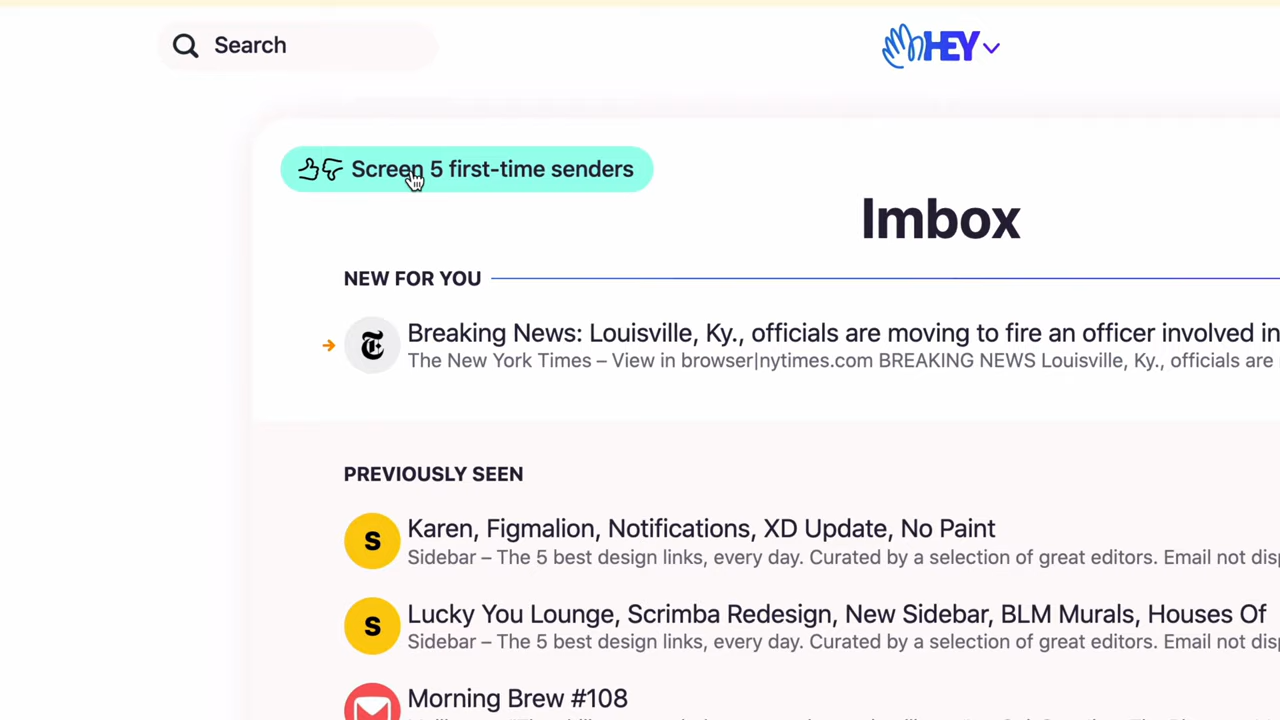 Search
HEY
Screen 5 first-time senders
Imbox
NEW FOR YOU
Breaking News: Louisville, Ky., officials are moving to fire an officer involved in
The New York Times – View in browser|nytimes.com BREAKING NEWS Louisville, Ky., officials are
PREVIOUSLY SEEN
S
Karen, Figmalion, Notifications, XD Update, No Paint
Sidebar – The 5 best design links, every day. Curated by a selection of great editors. Email not disp
S
Lucky You Lounge, Scrimba Redesign, New Sidebar, BLM Murals, Houses Of
Sidebar – The 5 best design links, every day. Curated by a selection of great editors. Email not disp
Morning Brew #108